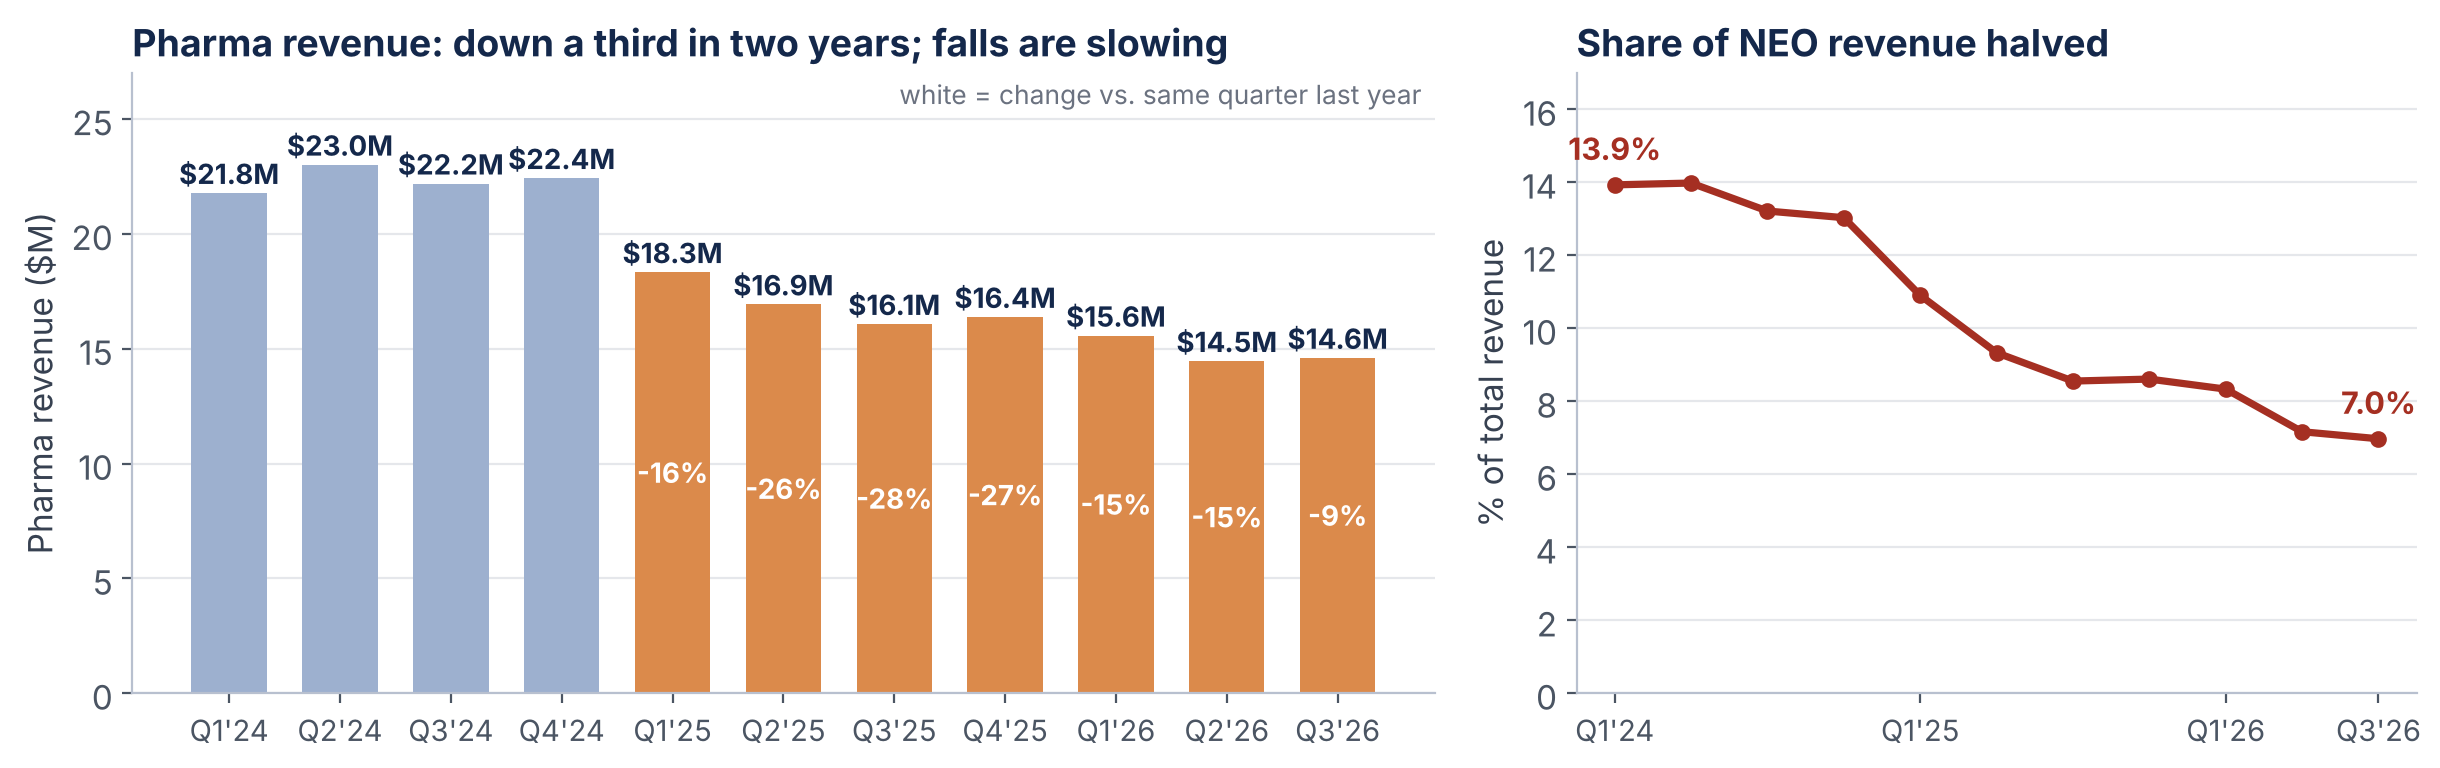 Pharma revenue: down a third in two years; falls are slowing
white = change vs. same quarter last year
Pharma revenue ($M)
25
20
15
10
5
0
$21.8M
$23.0M
$22.2M
$22.4M
$18.3M
$16.9M
$16.1M
$16.4M
$15.6M
$14.5M
$14.6M
-16%
-26%
-28%
-27%
-15%
-15%
-9%
Q1'24
Q2'24
Q3'24
Q4'24
Q1'25
Q2'25
Q3'25
Q4'25
Q1'26
Q2'26
Q3'26
Share of NEO revenue halved
% of total revenue
16
14
12
10
8
6
4
2
0
13.9%
7.0%
Q1'24
Q1'25
Q1'26
Q3'26